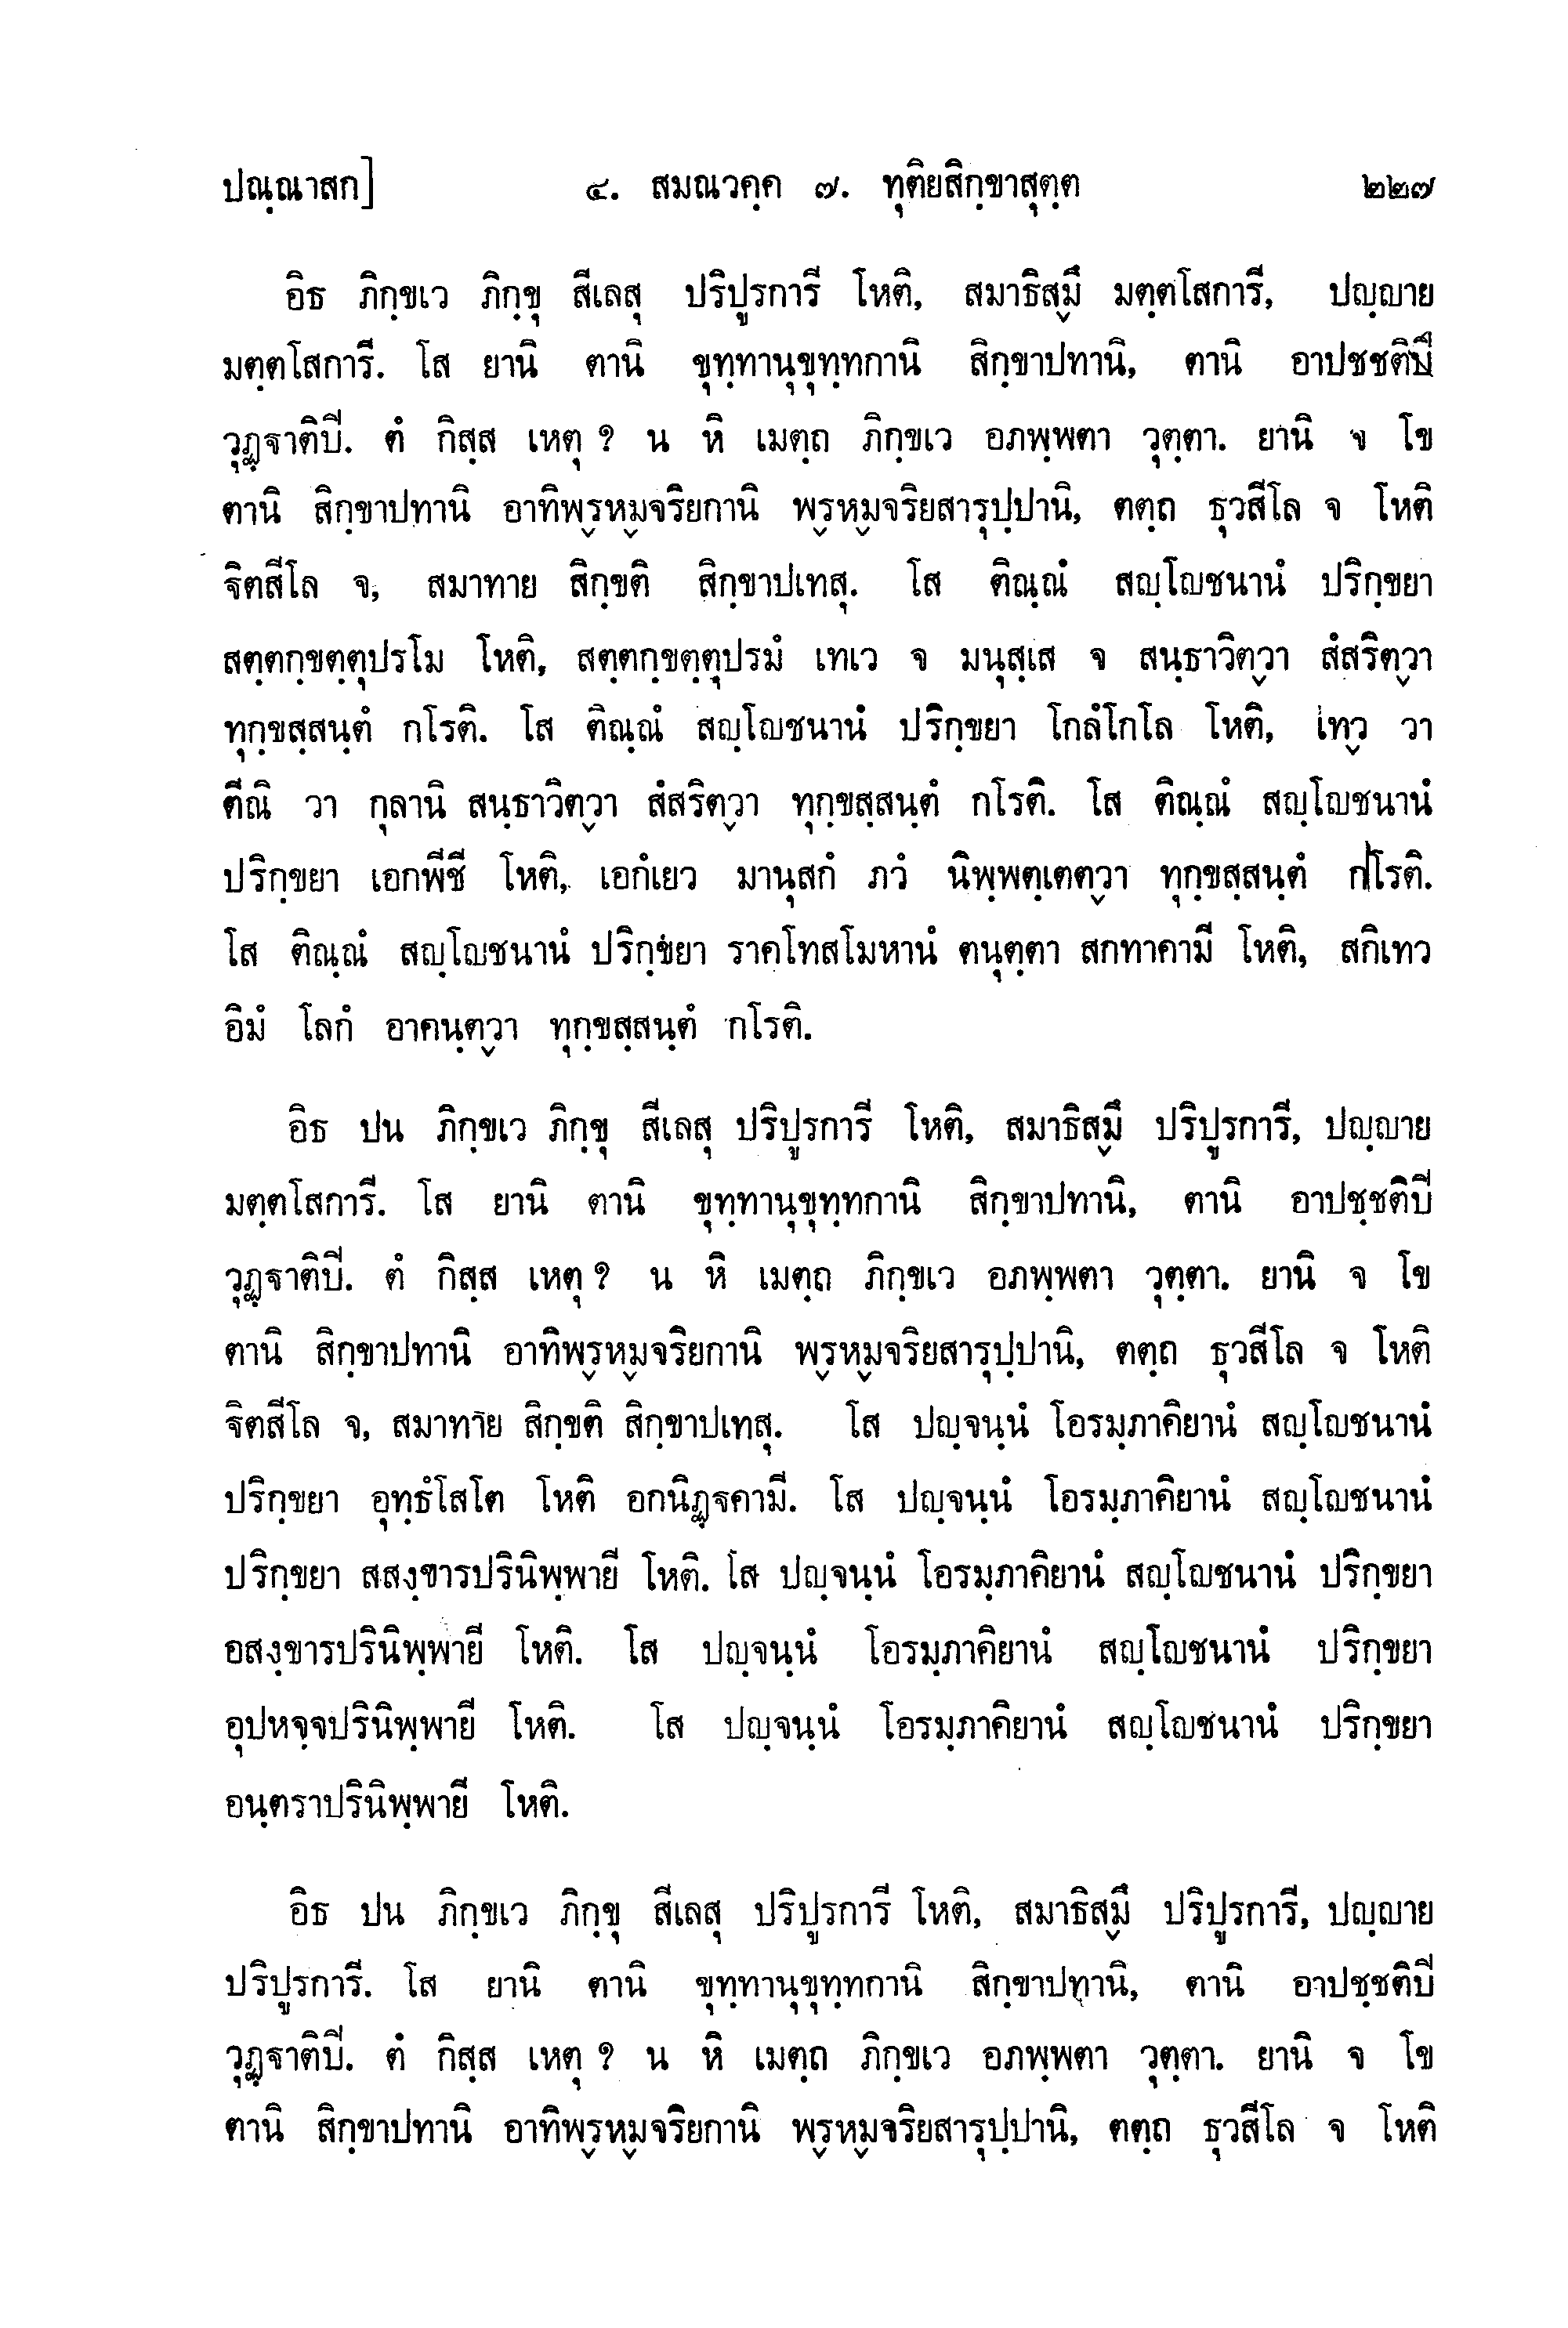 ปณฺณาสก] ๔. สมณวคฺค ๗. ทุติยสิกฺขาสุตฺต ๒๒๗
อิธ ภิกฺขเว ภิกฺขุ สีเลสุ ปริปูรการี โหติ, สมาธิสฺมึ มตฺตโสการี, ปญฺญาย
มตฺตโสการี. โส ยานิ ตานิ ขุทฺทานุขุทฺทกานิ สิกฺขาปทานิ, ตานิ อาปชชติปี
วุฏฺฐาติปี. ตํ กิสฺส เหตุ ? น หิ เมตฺถ ภิกฺขเว อภพฺพตา วุตฺตา. ยานิ จ โข
ตานิ สิกฺขาปทานิ อาทิพฺรหฺมจริยกานิ พฺรหฺมจริยสารุปฺปานิ, ตตฺถ ธุวสีโล จ โหติ
ฐิตสีโล จ, สมาทาย สิกฺขติ สิกฺขาปเทสุ. โส ติณฺณํ สญฺโญชนานํ ปริกฺขยา
สตฺตกฺขตฺตุปรโม โหติ, สตฺตกฺขตฺตุปรมํ เทเว จ มนุสฺเส จ สนฺธาวิตฺวา สํสริตฺวา
ทุกฺขสฺสนฺตํ กโรติ. โส ติณฺณํ สญฺโญชนานํ ปริกฺขยา โกลํโกโล โหติ, เทฺว วา
ตีณิ วา กุลานิ สนฺธาวิตฺวา สํสริตฺวา ทุกฺขสฺสนฺตํ กโรติ. โส ติณฺณํ สญฺโญชนานํ
ปริกฺขยา เอกพีชี โหติ, เอกํเยว มานุสกํ ภวํ นิพฺพตฺเตตฺวา ทุกฺขสฺสนฺตํ กโรติ.
โส ติณฺณํ สญฺโญชนานํ ปริกฺขยา ราคโทสโมหานํ ตนุตฺตา สกทาคามี โหติ, สกิเทว
อิมํ โลกํ อาคนฺตฺวา ทุกฺขสฺสนฺตํ กโรติ.
อิธ ปน ภิกฺขเว ภิกฺขุ สีเลสุ ปริปูรการี โหติ, สมาธิสฺมึ ปริปูรการี, ปญฺญาย
มตฺตโสการี. โส ยานิ ตานิ ขุทฺทานุขุทฺทกานิ สิกฺขาปทานิ, ตานิ อาปชฺชติปี
วุฏฺฐาติปี. ตํ กิสฺส เหตุ ? น หิ เมตฺถ ภิกฺขเว อภพฺพตา วุตฺตา. ยานิ จ โข
ตานิ สิกฺขาปทานิ อาทิพฺรหฺมจริยกานิ พฺรหฺมจริยสารุปฺปานิ, ตตฺถ ธุวสีโล จ โหติ
ฐิตสีโล จ, สมาทาย สิกฺขติ สิกฺขาปเทสุ. โส ปญฺจนฺนํ โอรมฺภาคิยานํ สญฺโญชนานํ
ปริกฺขยา อุทฺธํโสโต โหติ อกนิฏฺฐคามี. โส ปญฺจนฺนํ โอรมฺภาคิยานํ สญฺโญชนานํ
ปริกฺขยา สสงฺขารปรินิพฺพายี โหติ. โส ปญฺจนฺนํ โอรมฺภาคิยานํ สญฺโญชนานํ ปริกฺขยา
อสงฺขารปรินิพฺพายี โหติ. โส ปญฺจนฺนํ โอรมฺภาคิยานํ สญฺโญชนานํ ปริกฺขยา
อุปหจฺจปรินิพฺพายี โหติ. โส ปญฺจนฺนํ โอรมฺภาคิยานํ สญฺโญชนานํ ปริกฺขยา
อนฺตราปรินิพฺพายี โหติ.
อิธ ปน ภิกฺขเว ภิกฺขุ สีเลสุ ปริปูรการี โหติ, สมาธิสฺมึ ปริปูรการี, ปญฺญาย
ปริปูรการี. โส ยานิ ตานิ ขุทฺทานุขุทฺทกานิ สิกฺขาปทานิ, ตานิ อาปชฺชติปี
วุฏฺฐาติปี. ตํ กิสฺส เหตุ ? น หิ เมตฺถ ภิกฺขเว อภพฺพตา วุตฺตา. ยานิ จ โข
ตานิ สิกฺขาปทานิ อาทิพฺรหฺมจริยกานิ พฺรหฺมจริยสารุปฺปานิ, ตตฺถ ธุวสีโล จ โหติ